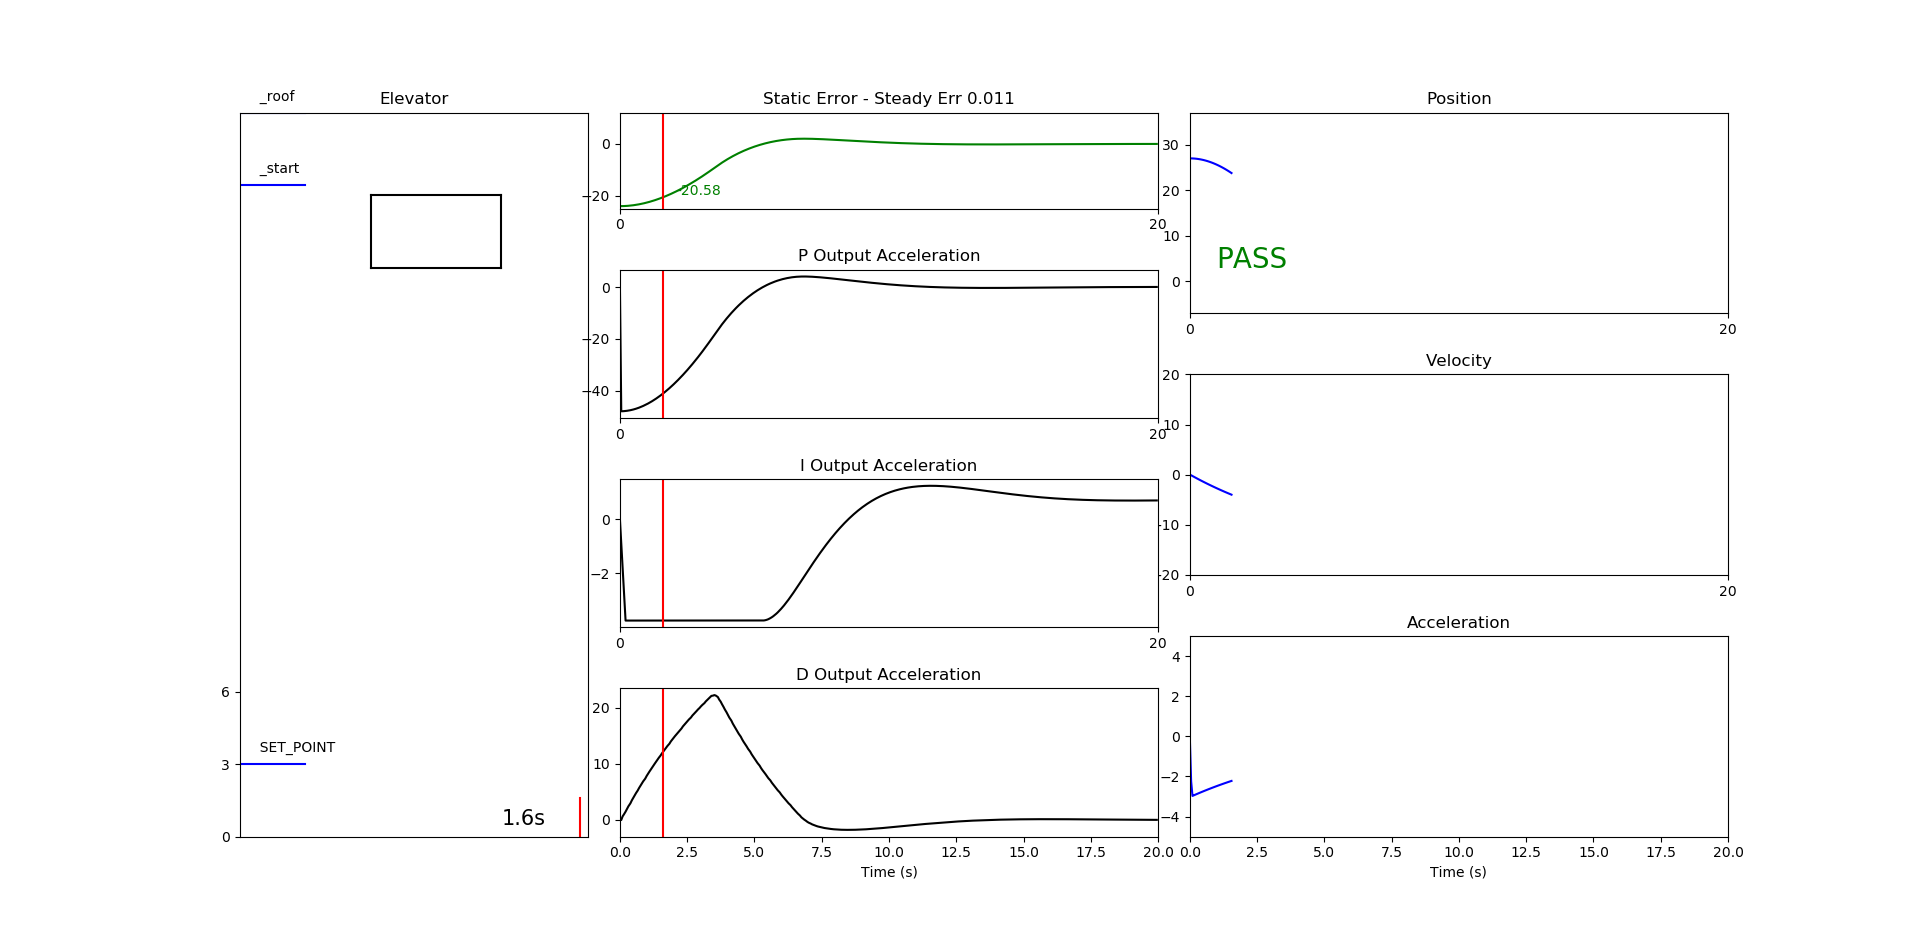 _roof
Elevator
_start
6
SET_POINT
3
1.6s
0
Static Error - Steady Err 0.011
0
−20
20.58
0
20
P Output Acceleration
0
−20
−40
0
20
I Output Acceleration
0
−2
0
20
D Output Acceleration
20
10
0
0.0 2.5 5.0 7.5 10.0 12.5 15.0 17.5 20.0
Time (s)
Position
30
20
10
PASS
0
0
20
Velocity
20
10
0
-10
-20
0
20
Acceleration
4
2
0
−2
−4
0.0 2.5 5.0 7.5 10.0 12.5 15.0 17.5 20.0
Time (s)